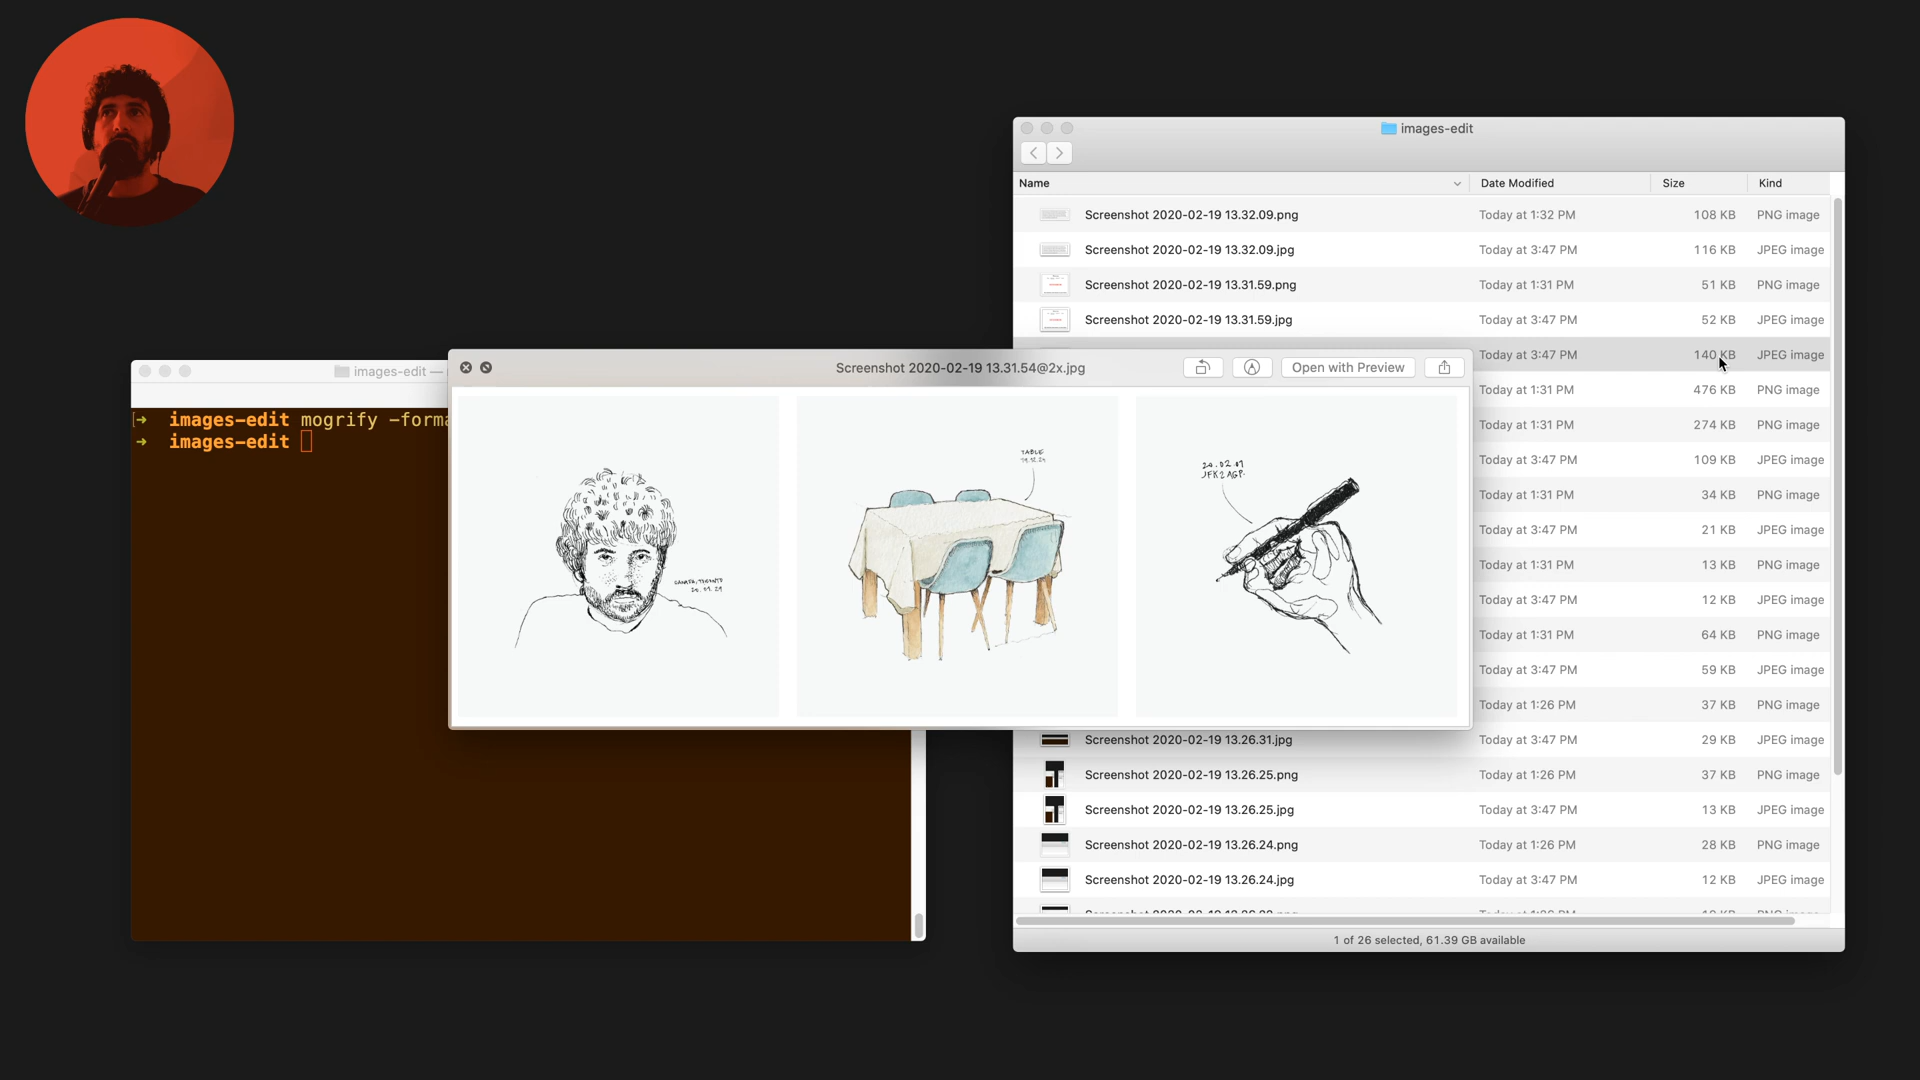 images-edit
Name
Date Modified
Size
Kind
Screenshot 2020-02-19 13.32.09.png
Today at 1:32 PM
108 KB
PNG image
Screenshot 2020-02-19 13.32.09.jpg
Today at 3:47 PM
116 KB
JPEG image
Screenshot 2020-02-19 13.31.59.png
Today at 1:31 PM
51 KB
PNG image
Screenshot 2020-02-19 13.31.59.jpg
Today at 3:47 PM
52 KB
JPEG image
Today at 3:47 PM
140 KB
JPEG image
Today at 1:31 PM
476 KB
PNG image
Today at 1:31 PM
274 KB
PNG image
Today at 3:47 PM
109 KB
JPEG image
Today at 1:31 PM
34 KB
PNG image
Today at 3:47 PM
21 KB
JPEG image
Today at 1:31 PM
13 KB
PNG image
Today at 3:47 PM
12 KB
JPEG image
Today at 1:31 PM
64 KB
PNG image
Today at 3:47 PM
59 KB
JPEG image
Today at 1:26 PM
37 KB
PNG image
Screenshot 2020-02-19 13.26.31.jpg
Today at 3:47 PM
29 KB
JPEG image
Screenshot 2020-02-19 13.26.25.png
Today at 1:26 PM
37 KB
PNG image
Screenshot 2020-02-19 13.26.25.jpg
Today at 3:47 PM
13 KB
JPEG image
Screenshot 2020-02-19 13.26.24.png
Today at 1:26 PM
28 KB
PNG image
Screenshot 2020-02-19 13.26.24.jpg
Today at 3:47 PM
12 KB
JPEG image
1 of 26 selected, 61.39 GB available
Screenshot 2020-02-19 13.31.54@2x.jpg
Open with Preview
TABLE
20.02.01
JFK2AGP.
images-edit —
images-edit mogrify -forma
images-edit